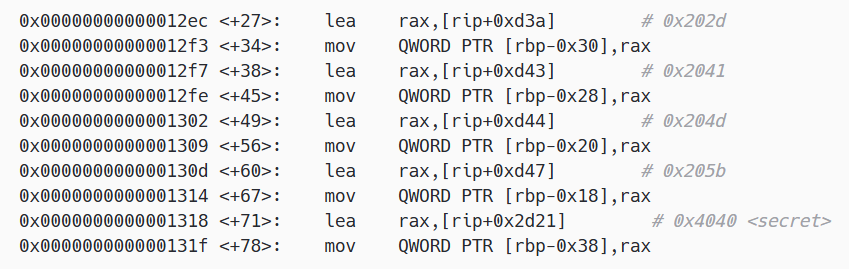 0x00000000000012ec <+27>: lea rax,[rip+0xd3a] # 0x202d
0x00000000000012f3 <+34>: mov QWORD PTR [rbp-0x30],rax
0x00000000000012f7 <+38>: lea rax,[rip+0xd43] # 0x2041
0x00000000000012fe <+45>: mov QWORD PTR [rbp-0x28],rax
0x0000000000001302 <+49>: lea rax,[rip+0xd44] # 0x204d
0x0000000000001309 <+56>: mov QWORD PTR [rbp-0x20],rax
0x000000000000130d <+60>: lea rax,[rip+0xd47] # 0x205b
0x0000000000001314 <+67>: mov QWORD PTR [rbp-0x18],rax
0x0000000000001318 <+71>: lea rax,[rip+0x2d21] # 0x4040 <secret>
0x000000000000131f <+78>: mov QWORD PTR [rbp-0x38],rax